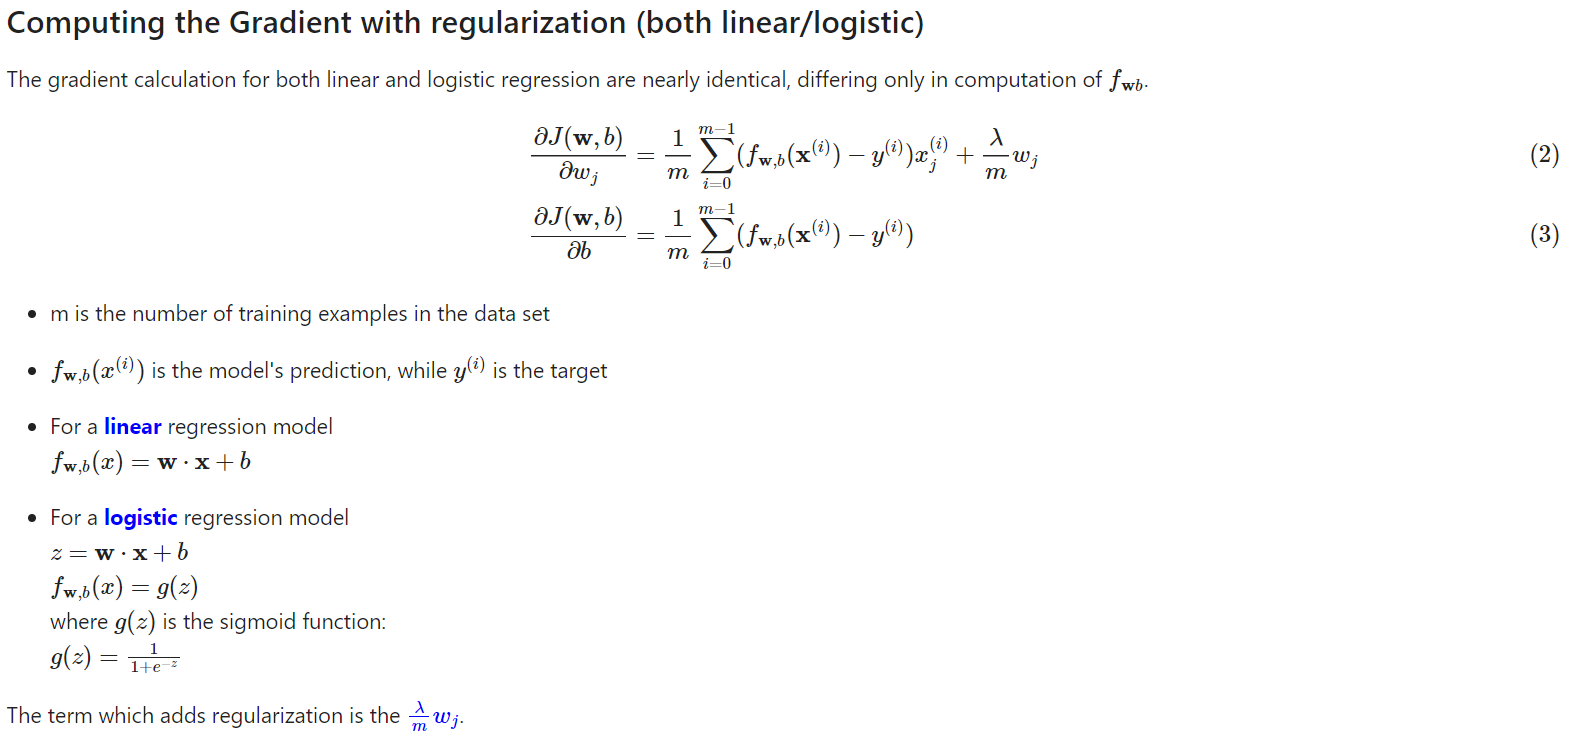 Computing the Gradient with regularization (both linear/logistic)
The gradient calculation for both linear and logistic regression are nearly identical, differing only in computation of $f_{\mathbf{w}b}$.
$\frac{\partial J(\mathbf{w},b)}{\partial w_j} = \frac{1}{m} \sum_{i=0}^{m-1} (f_{\mathbf{w},b}(\mathbf{x}^{(i)}) - y^{(i)})x_j^{(i)} + \frac{\lambda}{m} w_j$ (2)
$\frac{\partial J(\mathbf{w},b)}{\partial b} = \frac{1}{m} \sum_{i=0}^{m-1} (f_{\mathbf{w},b}(\mathbf{x}^{(i)}) - y^{(i)})$ (3)
• m is the number of training examples in the data set
• $f_{\mathbf{w},b}(x^{(i)})$ is the model's prediction, while $y^{(i)}$ is the target
• For a linear regression model
$f_{\mathbf{w},b}(x) = \mathbf{w} \cdot \mathbf{x} + b$
• For a logistic regression model
$z = \mathbf{w} \cdot \mathbf{x} + b$
$f_{\mathbf{w},b}(x) = g(z)$
where $g(z)$ is the sigmoid function:
$g(z) = \frac{1}{1+e^{-z}}$
The term which adds regularization is the $\frac{\lambda}{m} w_j$.